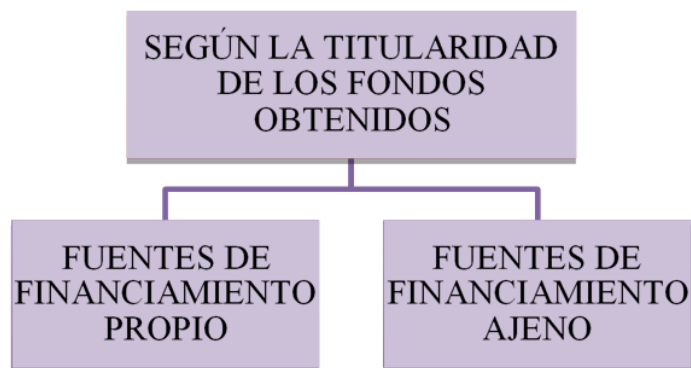 SEGÚN LA TITULARIDAD
DE LOS FONDOS
OBTENIDOS
FUENTES DE
FINANCIAMIENTO
PROPIO
FUENTES DE
FINANCIAMIENTO
AJENO